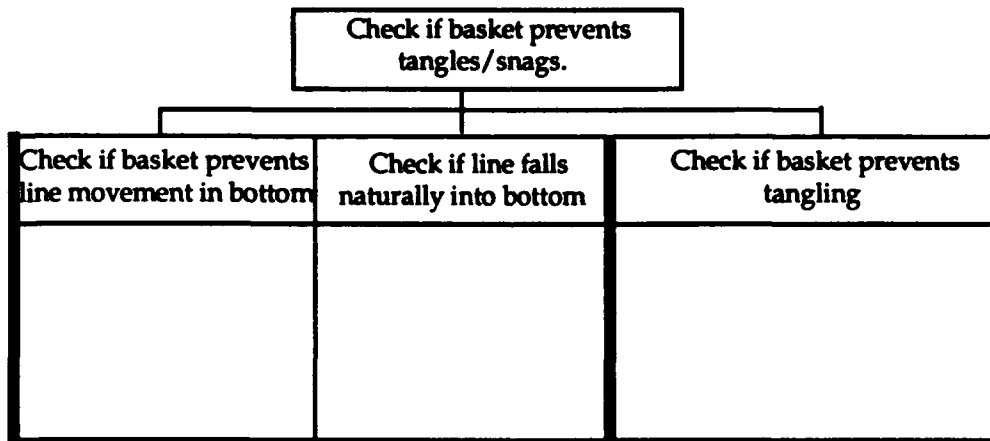 Check if basket prevents
tangles/snags.
Check if basket prevents
line movement in bottom
Check if line falls
naturally into bottom
Check if basket prevents
tangling